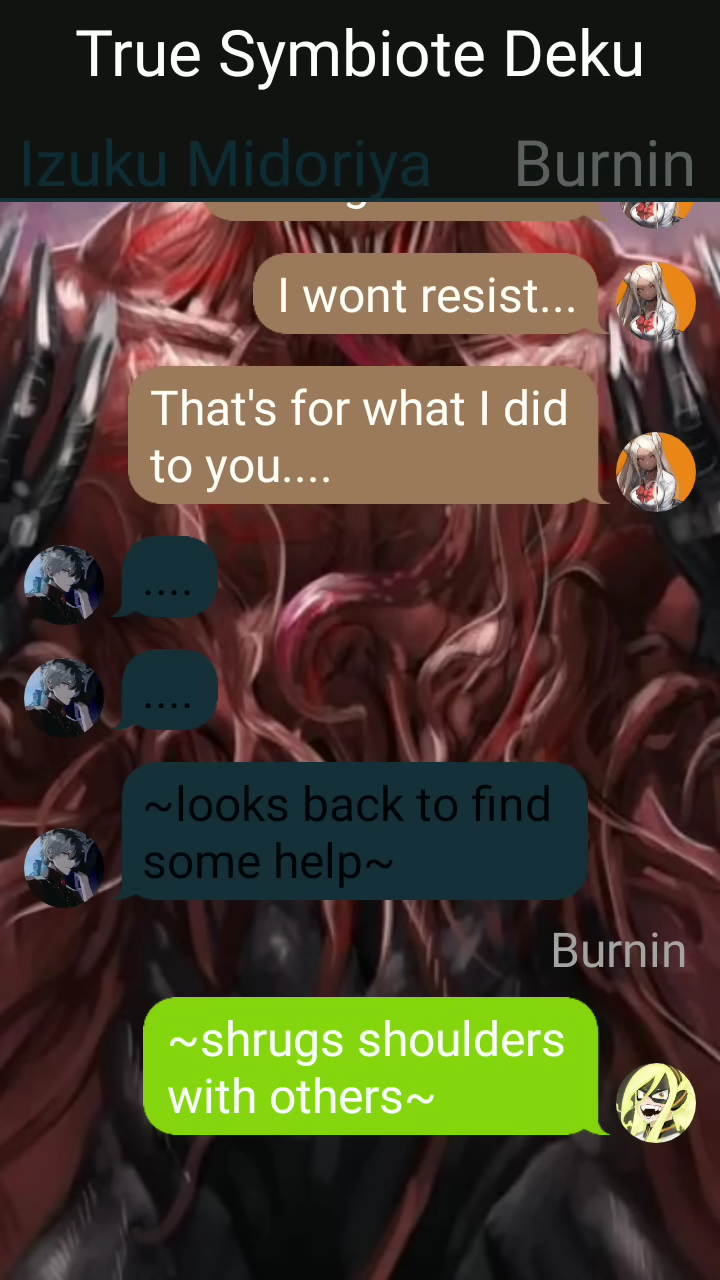 True Symbiote Deku
Izuku Midoriya
Burnin
I wont resist...
That's for what I did
to you....
....
....
~looks back to find
some help~
Burnin
~shrugs shoulders
with others~